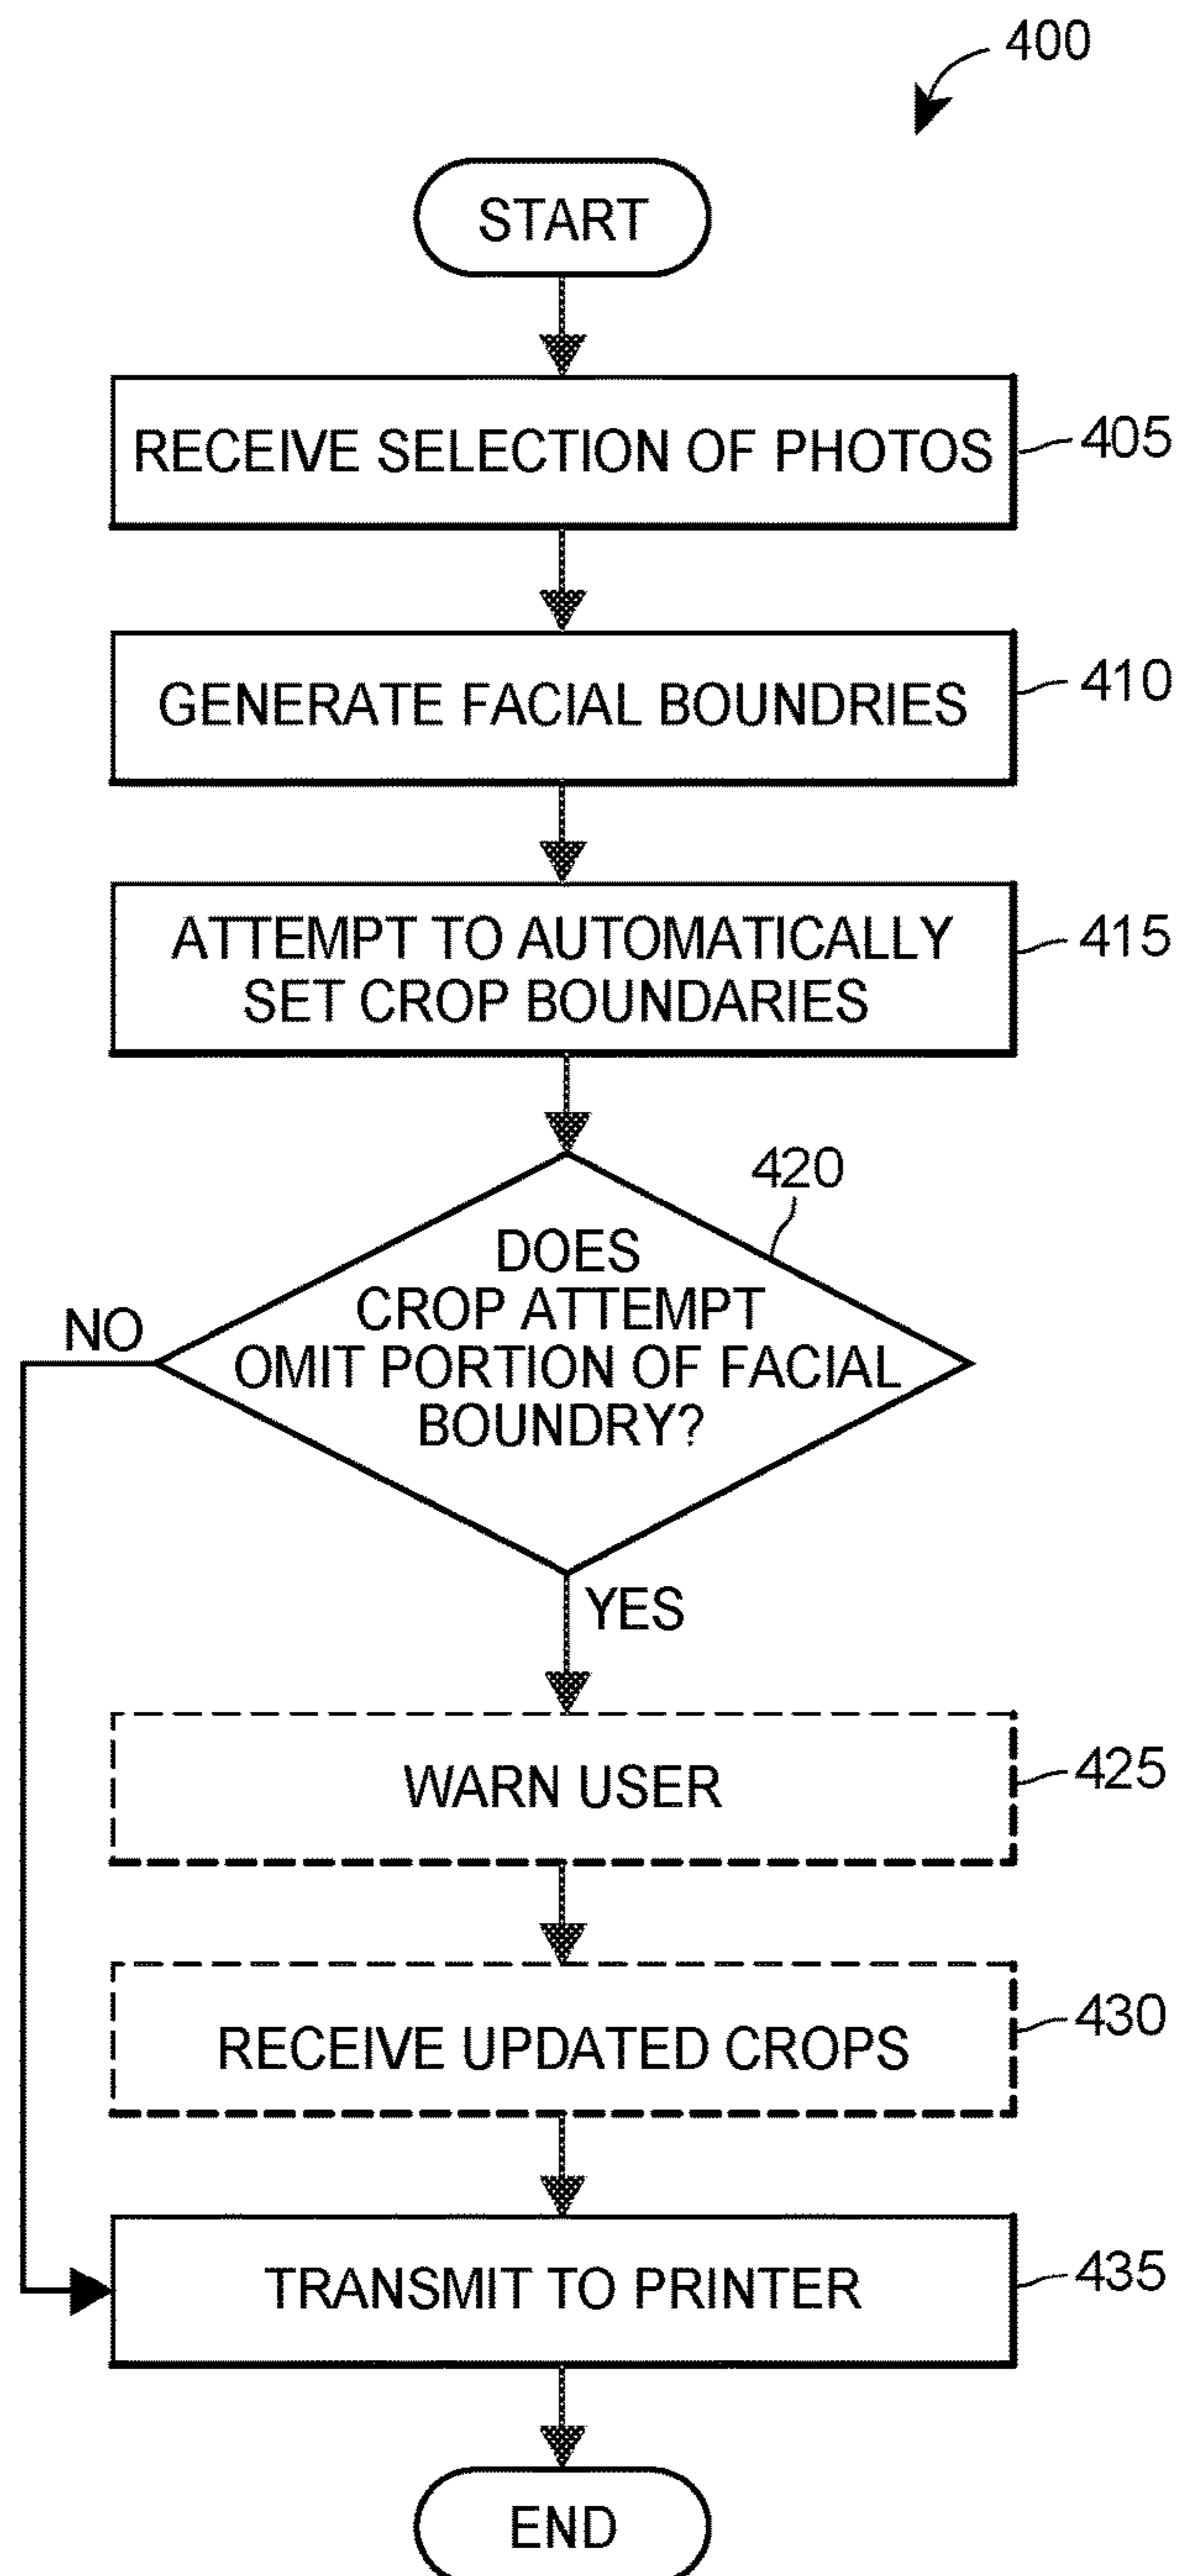 400
START
RECEIVE SELECTION OF PHOTOS
405
GENERATE FACIAL BOUNDRIES
410
ATTEMPT TO AUTOMATICALLY
SET CROP BOUNDARIES
415
420
DOES
CROP ATTEMPT
OMIT PORTION OF FACIAL
BOUNDRY?
NO
YES
WARN USER
425
RECEIVE UPDATED CROPS
430
TRANSMIT TO PRINTER
435
END